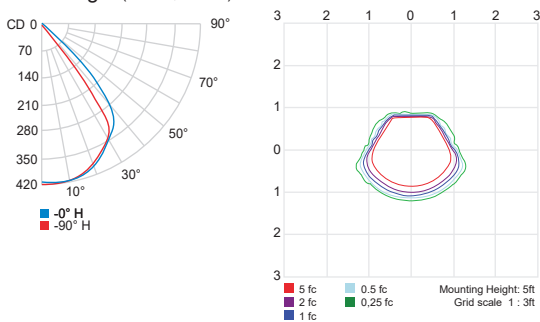 CD 0
70
140
210
280
350
420
10°
30°
50°
70°
90°
-0° H
-90° H
3 2 1 0 1 2 3
2
1
0
1
2
3
5 fc
2 fc
1 fc
0.5 fc
0,25 fc
Mounting Height: 5ft
Grid scale 1 : 3ft